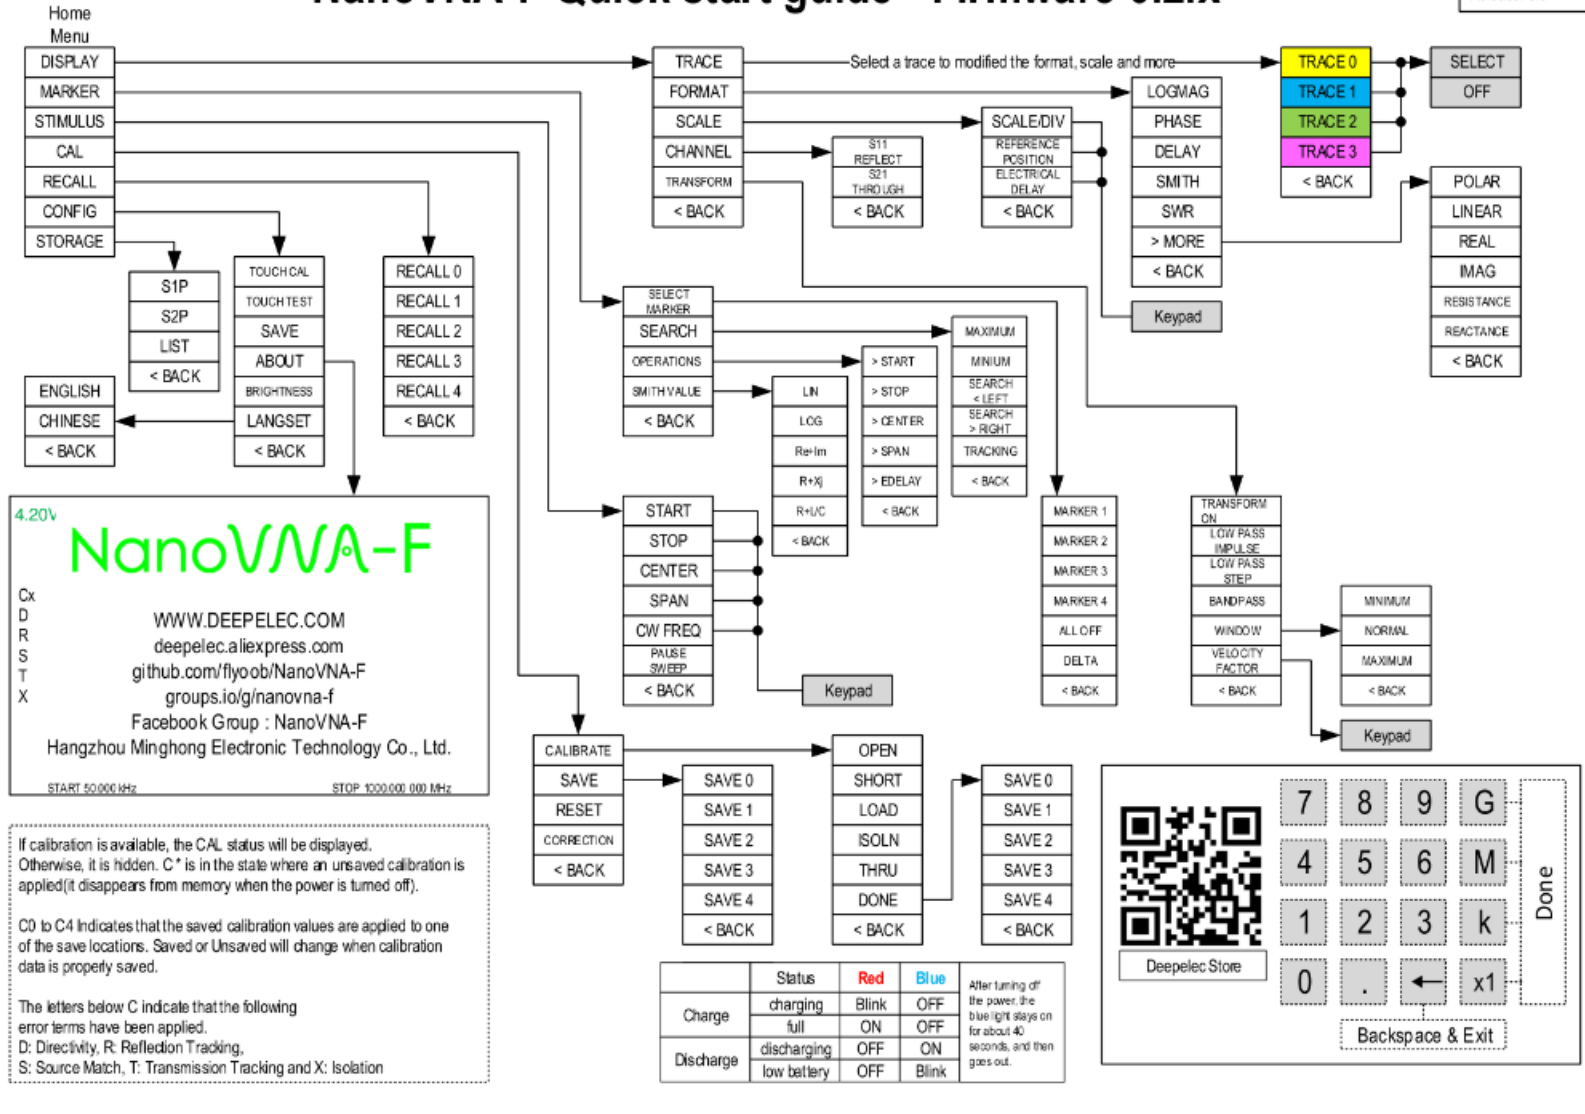 NanoVNA-F Quick start guide - Firmware 0.2.x
Home
Menu
DISPLAY
MARKER
STIMULUS
CAL
RECALL
CONFIG
STORAGE
S1P
S2P
LIST
< BACK
ENGLISH
CHINESE
< BACK
TOUCH CAL
TOUCH TEST
SAVE
ABOUT
BRIGHTNESS
LANGSET
< BACK
RECALL 0
RECALL 1
RECALL 2
RECALL 3
RECALL 4
< BACK
TRACE
FORMAT
SCALE
CHANNEL
TRANSFORM
< BACK
Select a trace to modified the format, scale and more
S11
REFLECT
S21
THROUGH
< BACK
SCALE/DIV
REFERENCE
POSITION
ELECTRICAL
DELAY
< BACK
LOGMAG
PHASE
DELAY
SMITH
SWR
> MORE
< BACK
Keypad
TRACE 0
TRACE 1
TRACE 2
TRACE 3
< BACK
SELECT
OFF
POLAR
LINEAR
REAL
IMAG
RESISTANCE
REACTANCE
< BACK
SELECT
MARKER
SEARCH
OPERATIONS
SMITH VALUE
< BACK
LIN
LOG
Re+Im
R+Xj
R+L/C
< BACK
> START
> STOP
> CENTER
> SPAN
> EDELAY
< BACK
MAXIMUM
MINIUM
SEARCH
< LEFT
SEARCH
> RIGHT
TRACKING
< BACK
MARKER 1
MARKER 2
MARKER 3
MARKER 4
ALL OFF
DELTA
< BACK
TRANSFORM
ON
LOW PASS
IMPULSE
LOW PASS
STEP
BANDPASS
WINDOW
VELOCITY
FACTOR
< BACK
MINIMUM
NORMAL
MAXIMUM
< BACK
Keypad
START
STOP
CENTER
SPAN
CW FREQ
PAUSE
SWEEP
< BACK
Keypad
4.20V
NanoVNA-F
Cx
D
R
S
T
X
WWW.DEEPELEC.COM
deepelec.aliexpress.com
github.com/flyoob/NanoVNA-F
groups.io/g/nanovna-f
Facebook Group : NanoVNA-F
Hangzhou Minghong Electronic Technology Co., Ltd.
START 50.000 kHz
STOP 1000.000 000 MHz
CALIBRATE
SAVE
RESET
CORRECTION
< BACK
SAVE 0
SAVE 1
SAVE 2
SAVE 3
SAVE 4
< BACK
OPEN
SHORT
LOAD
ISOLN
THRU
DONE
< BACK
SAVE 0
SAVE 1
SAVE 2
SAVE 3
SAVE 4
< BACK
If calibration is available, the CAL status will be displayed.
Otherwise, it is hidden. C * is in the state where an unsaved calibration is
applied(it disappears from memory when the power is turned off).
C0 to C4 Indicates that the saved calibration values are applied to one
of the save locations. Saved or Unsaved will change when calibration
data is properly saved.
The letters below C indicate that the following
error terms have been applied.
D: Directivity, R: Reflection Tracking,
S: Source Match, T: Transmission Tracking and X: Isolation
Status Red Blue
Charge
charging Blink OFF
full ON OFF
Discharge
discharging OFF ON
low battery OFF Blink
After turning off
the power, the
blue light stays on
for about 40
seconds, and then
goes out.
Deepelec Store
7 8 9 G
4 5 6 M
1 2 3 k
0 . ← x1
Done
Backspace & Exit